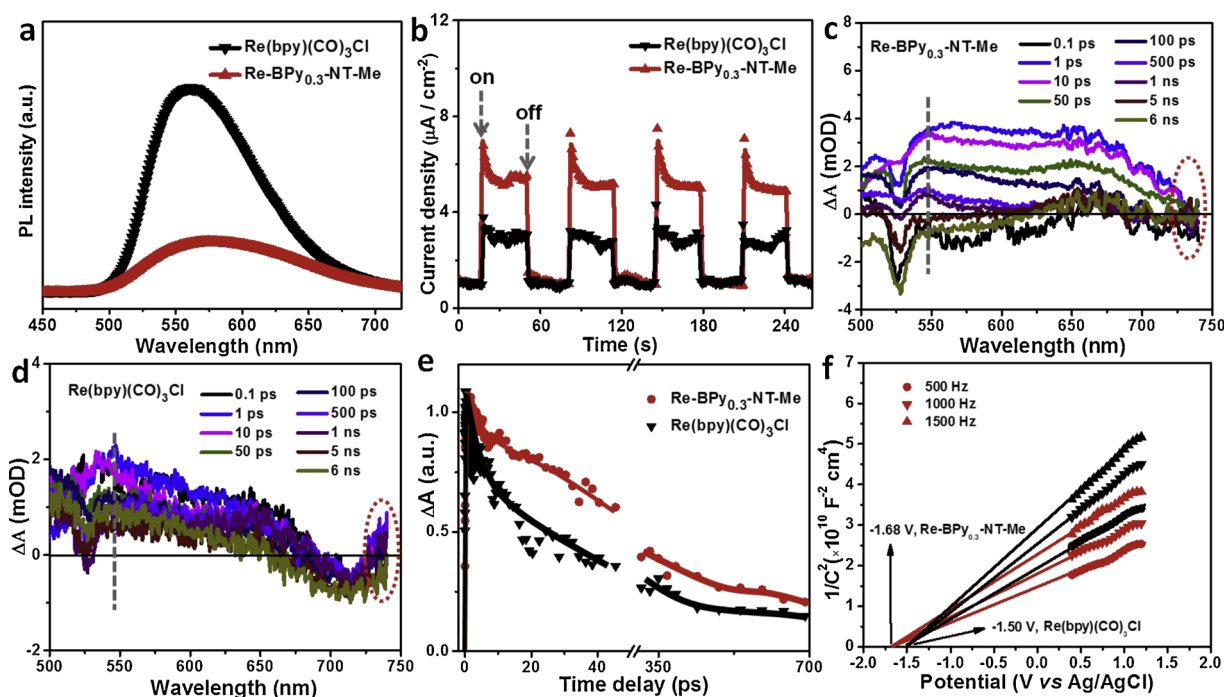 a
Re(bpy)(CO)₃Cl
Re-BPy₀.₃-NT-Me
PL intensity (a.u.)
450 500 550 600 650 700
Wavelength (nm)
b
Re(bpy)(CO)₃Cl
Re-BPy₀.₃-NT-Me
on
off
Current density (μA / cm⁻²)
12
8
4
0
0 60 120 180 240
Time (s)
c
Re-BPy₀.₃-NT-Me
0.1 ps 100 ps
1 ps 500 ps
10 ps 1 ns
50 ps 5 ns
6 ns
ΔA (mOD)
8
6
4
2
0
-2
-4
500 550 600 650 700 750
Wavelength (nm)
d
Re(bpy)(CO)₃Cl
0.1 ps 100 ps
1 ps 500 ps
10 ps 1 ns
50 ps 5 ns
6 ns
ΔA (mOD)
4
2
0
-2
500 550 600 650 700 750
Wavelength (nm)
e
Re-BPy₀.₃-NT-Me
Re(bpy)(CO)₃Cl
ΔA (a.u.)
1.0
0.5
0.0
0 20 40 350 700
Time delay (ps)
f
500 Hz
1000 Hz
1500 Hz
1/C² (×10¹⁰ F⁻² cm⁴)
7
6
5
4
3
2
1
0
-1.68 V, Re-BPy₀.₃-NT-Me
-1.50 V, Re(bpy)(CO)₃Cl
-2.0 -1.5 -1.0 -0.5 0.0 0.5 1.0 1.5 2.0
Potential (V vs Ag/AgCl)